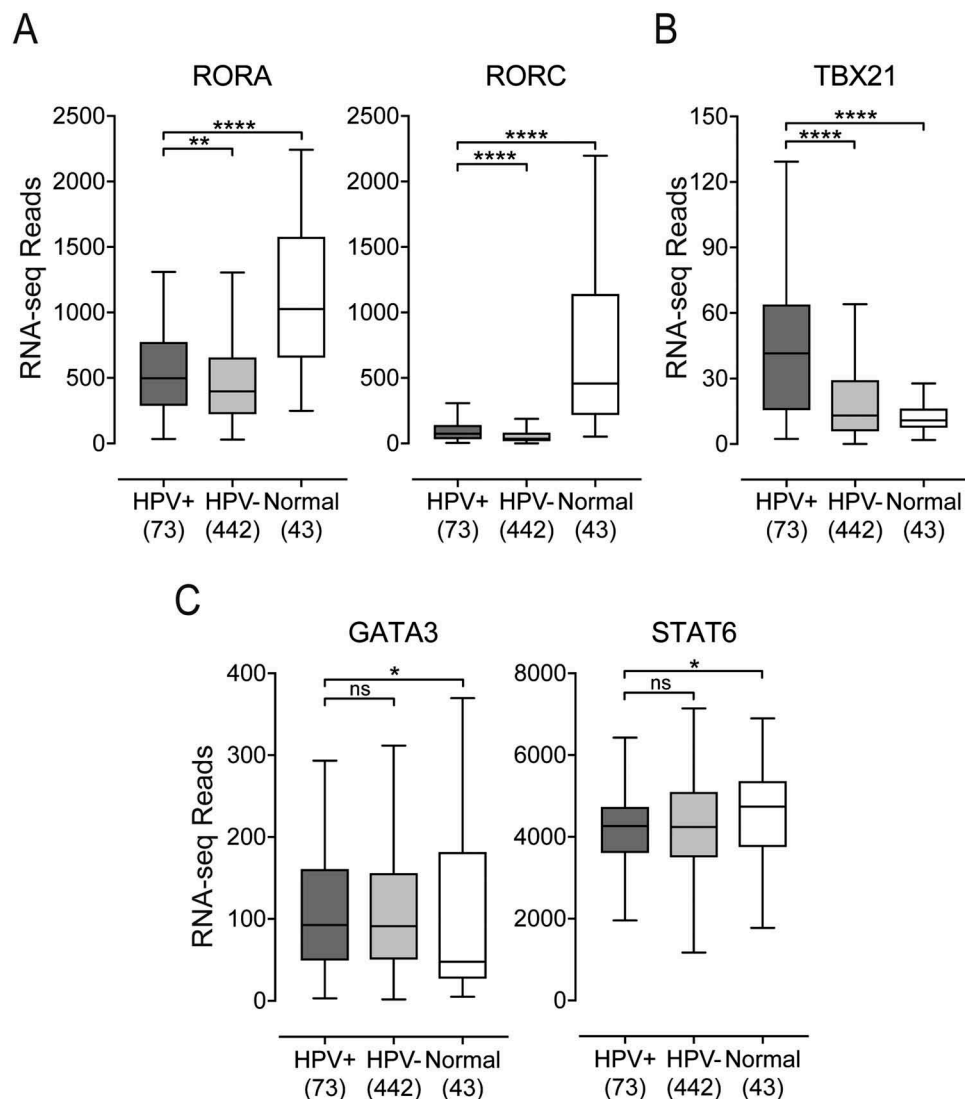 A
B
RORA
RORC
TBX21
RNA-seq Reads
2500
2000
1500
1000
500
0
****
**
HPV+ HPV- Normal
(73) (442) (43)
2500
2000
1500
1000
500
0
****
****
HPV+ HPV- Normal
(73) (442) (43)
RNA-seq Reads
150
120
90
60
30
0
****
****
HPV+ HPV- Normal
(73) (442) (43)
C
GATA3
STAT6
RNA-seq Reads
400
300
200
100
0
*
ns
HPV+ HPV- Normal
(73) (442) (43)
8000
6000
4000
2000
0
*
ns
HPV+ HPV- Normal
(73) (442) (43)